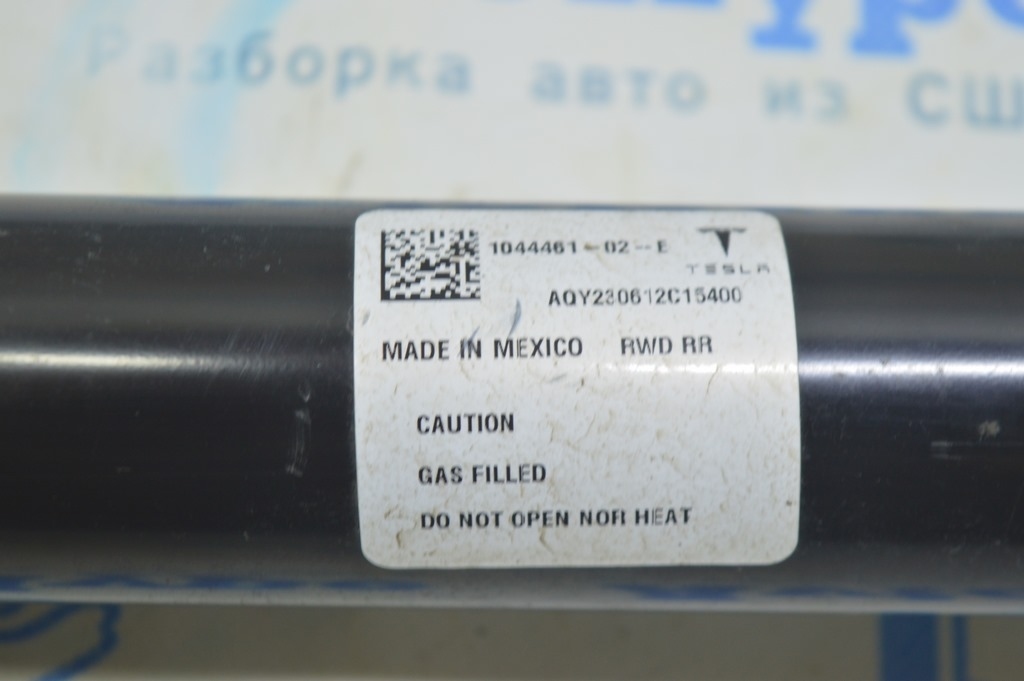 Разборка авто из СШ
1044461-02-E
TESLA
AQY230612C15400
MADE IN MEXICO RWD RR
CAUTION
GAS FILLED
DO NOT OPEN NOR HEAT